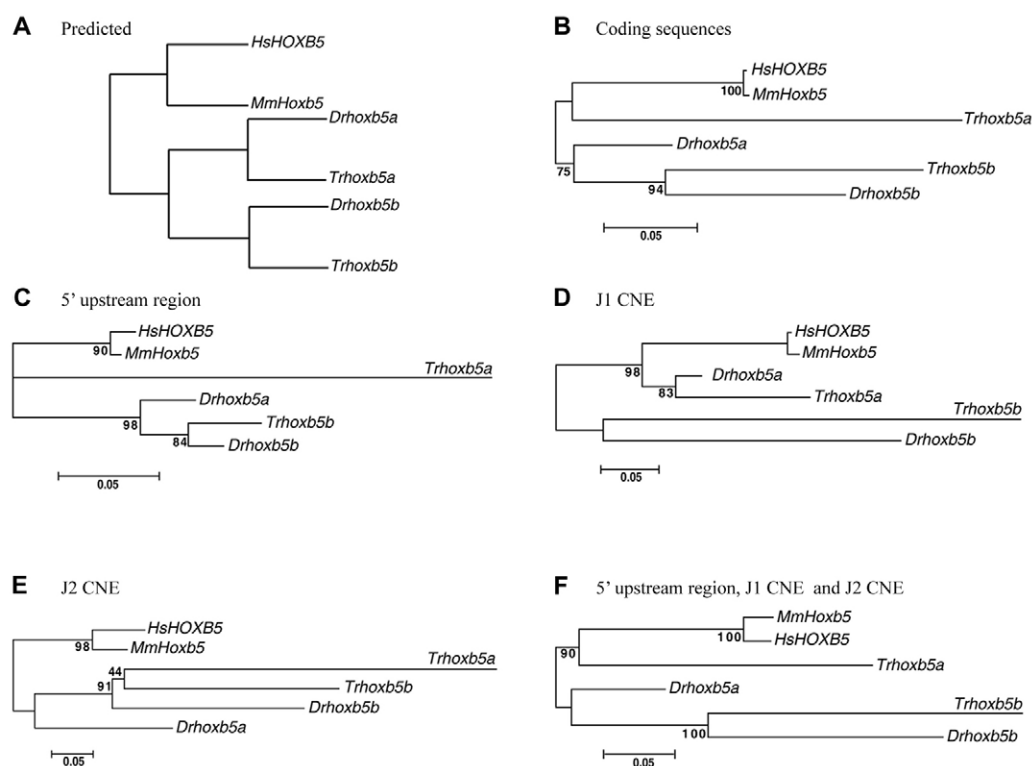 A Predicted
HsHOXB5
MmHoxb5
Drhoxb5a
Trhoxb5a
Drhoxb5b
Trhoxb5b
B Coding sequences
HsHOXB5
100
MmHoxb5
Trhoxb5a
Drhoxb5a
75
Trhoxb5b
94
Drhoxb5b
0.05
C 5’ upstream region
HsHOXB5
90
MmHoxb5
Trhoxb5a
Drhoxb5a
98
Trhoxb5b
84
Drhoxb5b
0.05
D J1 CNE
HsHOXB5
MmHoxb5
98
Drhoxb5a
83
Trhoxb5a
Trhoxb5b
Drhoxb5b
0.05
E J2 CNE
HsHOXB5
98
MmHoxb5
Trhoxb5a
44
Trhoxb5b
91
Drhoxb5b
Drhoxb5a
0.05
F 5’ upstream region, J1 CNE and J2 CNE
MmHoxb5
100
HsHOXB5
90
Trhoxb5a
Drhoxb5a
Trhoxb5b
100
Drhoxb5b
0.05